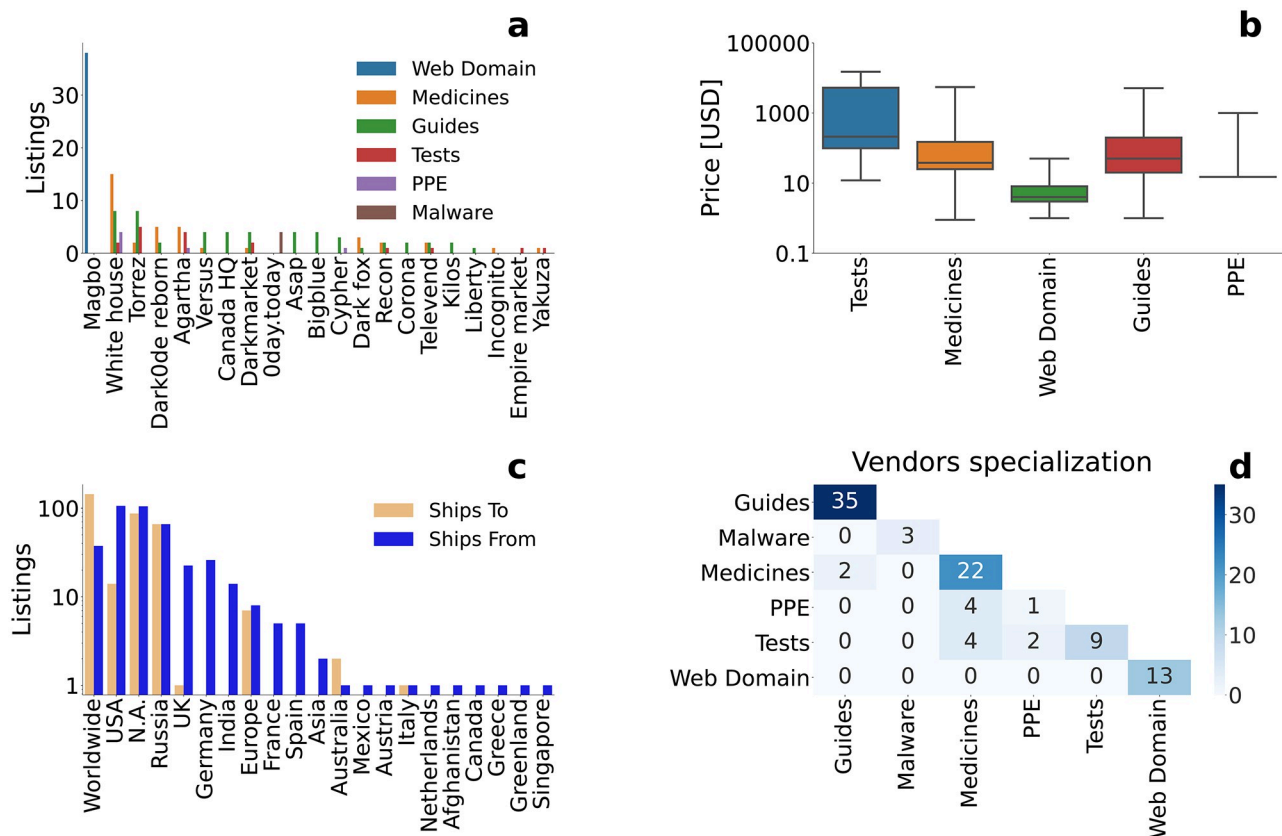 a
Listings
30
20
10
0
Web Domain
Medicines
Guides
Tests
PPE
Malware
Magbo
White house
Torrez
Dark0de reborn
Agartha
Versus
Canada HQ
Darkmarket
0day.today
Asap
Bigblue
Cypher
Dark fox
Recon
Corona
Televend
Kilos
Liberty
Incognito
Empire market
Yakuza
b
Price [USD]
100000
1000
10
0.1
Tests
Medicines
Web Domain
Guides
PPE
c
Listings
100
10
1
Ships To
Ships From
Worldwide
USA
N.A.
Russia
UK
Germany
India
Europe
France
Spain
Asia
Australia
Mexico
Austria
Italy
Netherlands
Afghanistan
Canada
Greece
Greenland
Singapore
Vendors specialization d
Guides 35
Malware 0 3
Medicines 2 0 22
PPE 0 0 4 1
Tests 0 0 4 2 9
Web Domain 0 0 0 0 0 13
Guides
Malware
Medicines
PPE
Tests
Web Domain
30
20
10
0